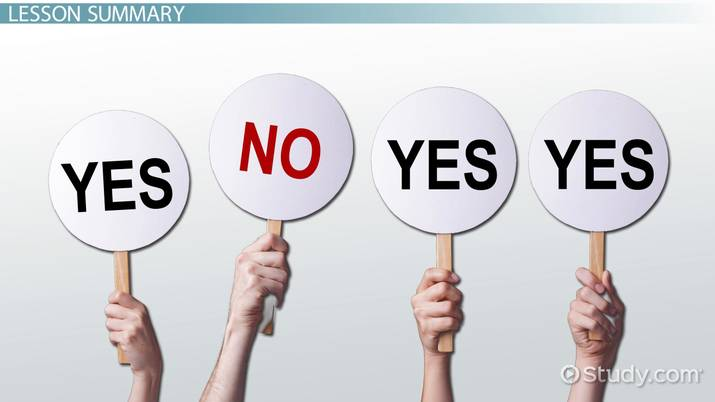 LESSON SUMMARY
YES
NO
YES
YES
Study.com